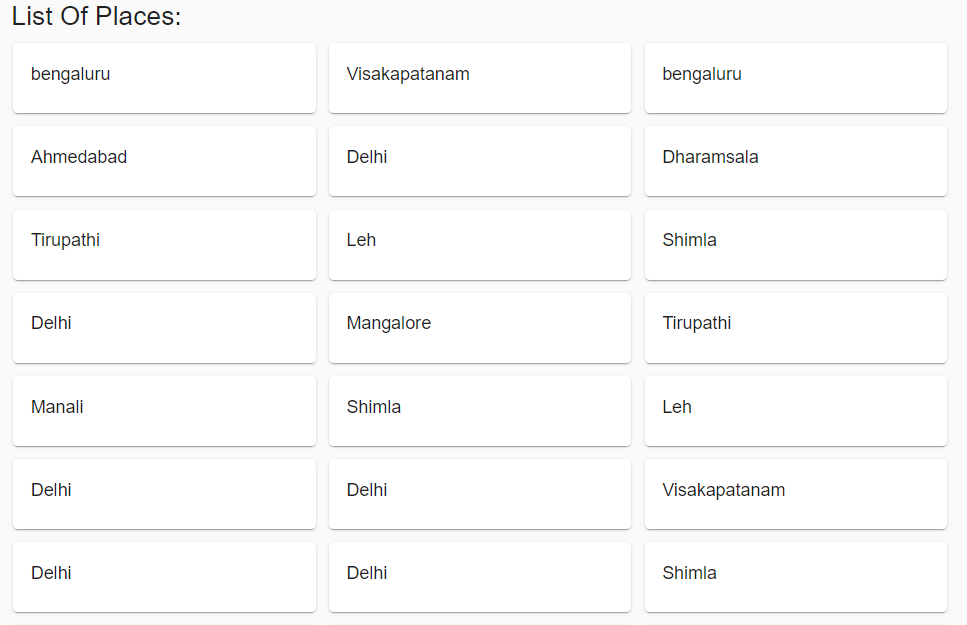 List Of Places:
bengaluru Visakapatanam bengaluru
Ahmedabad Delhi Dharamsala
Tirupathi Leh Shimla
Delhi Mangalore Tirupathi
Manali Shimla Leh
Delhi Delhi Visakapatanam
Delhi Delhi Shimla